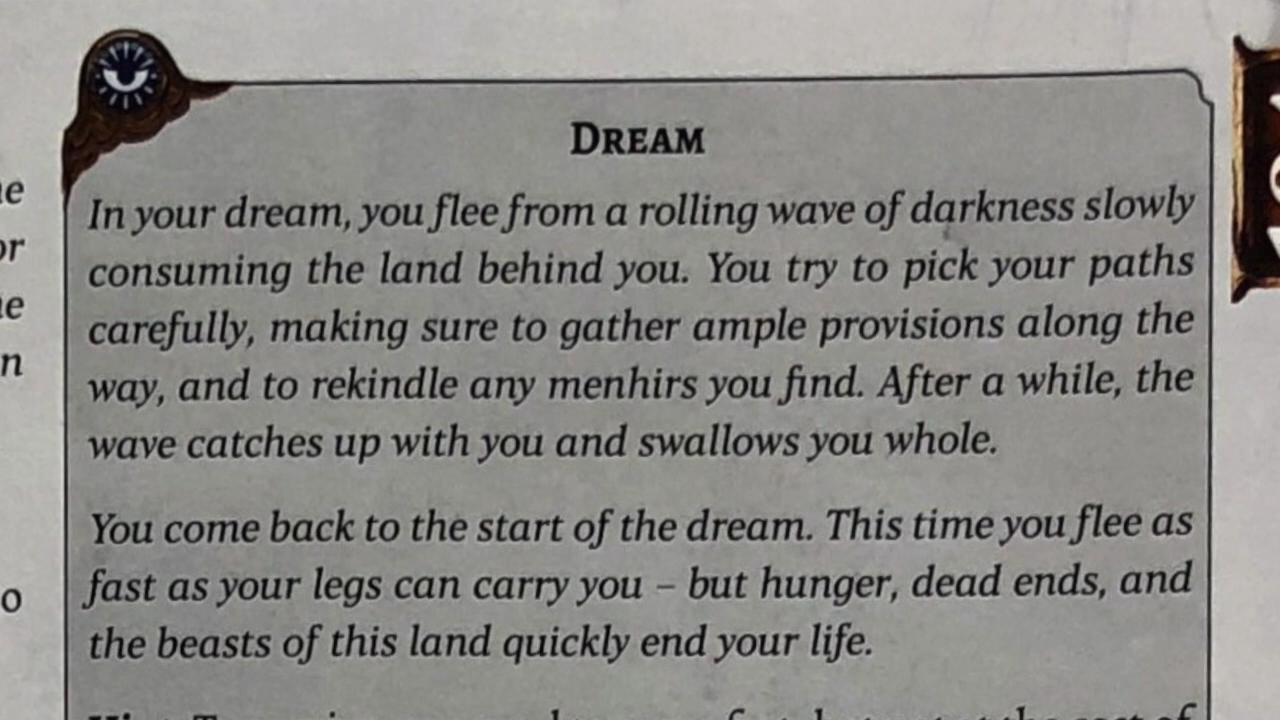 DREAM
In your dream, you flee from a rolling wave of darkness slowly
consuming the land behind you. You try to pick your paths
carefully, making sure to gather ample provisions along the
way, and to rekindle any menhirs you find. After a while, the
wave catches up with you and swallows you whole.
You come back to the start of the dream. This time you flee as
fast as your legs can carry you – but hunger, dead ends, and
the beasts of this land quickly end your life.